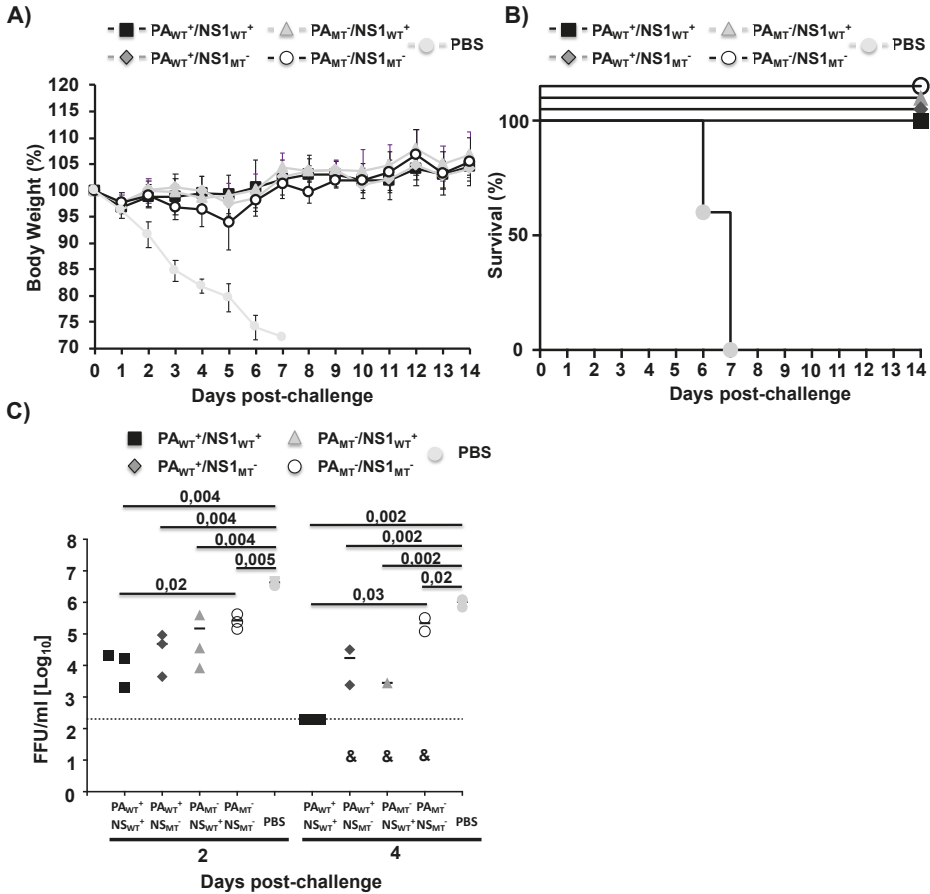 A)
PAWT+/NS1WT+ PAMT-/NS1WT+ PBS
PAWT+/NS1MT- PAMT-/NS1MT-
120
115
110
105
100
95
90
85
80
75
70
Body Weight (%)
0 1 2 3 4 5 6 7 8 9 10 11 12 13 14
Days post-challenge
B)
PAWT+/NS1WT+ PAMT-/NS1WT+ PBS
PAWT+/NS1MT- PAMT-/NS1MT-
100
50
0
Survival (%)
0 1 2 3 4 5 6 7 8 9 10 11 12 13 14
Days post-challenge
C)
PAWT+/NS1WT+ PAMT-/NS1WT+ PBS
PAWT+/NS1MT- PAMT-/NS1MT-
0,004
0,004
0,004
0,005
0,02
0,002
0,002
0,002
0,02
0,03
8
7
6
5
4
3
2
1
0
FFU/ml [Log10]
& & &
PAWT+ PAWT+ PAMT- PAMT- PAWT+ PAWT+ PAMT- PAMT-
NSWT+ NSMT- NSWT+ NSMT- PBS NSWT+ NSMT- NSWT+ NSMT- PBS
2 4
Days post-challenge